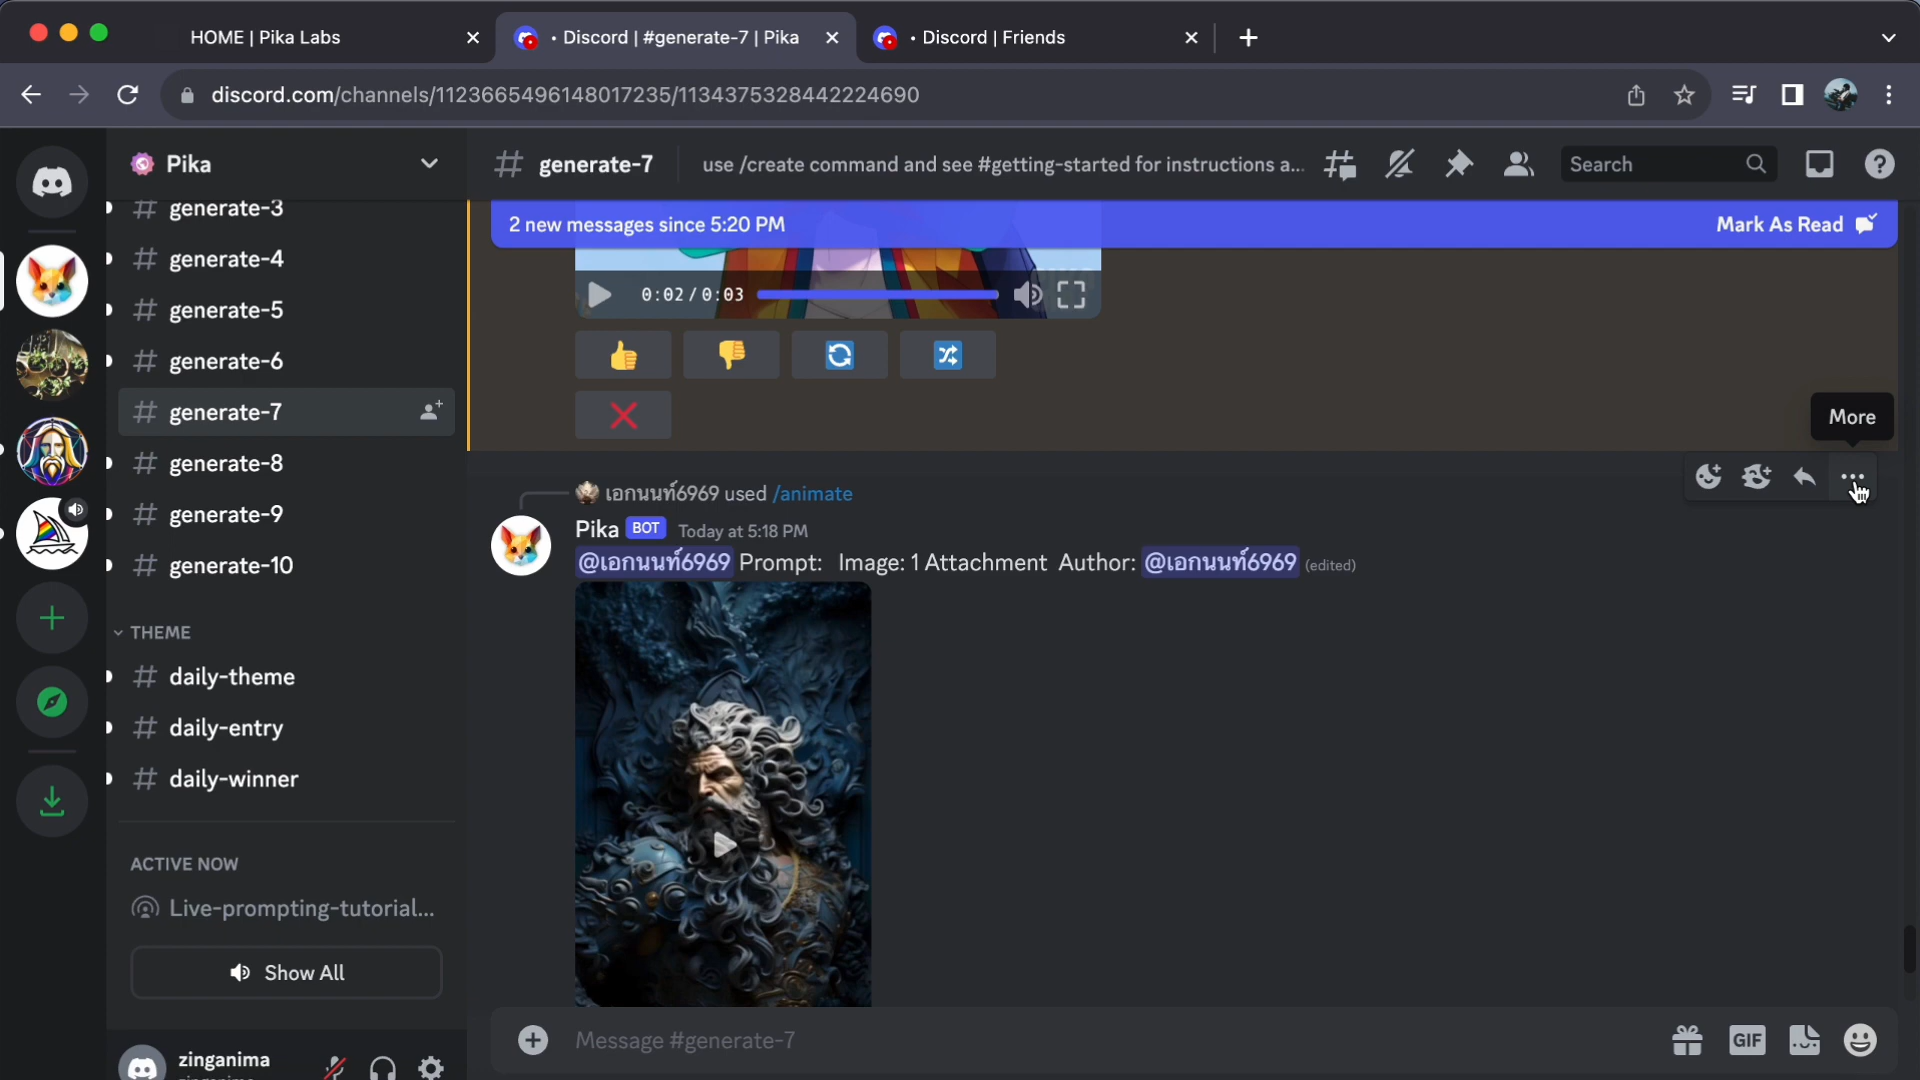 HOME | Pika Labs
• Discord | #generate-7 | Pika
• Discord | Friends
discord.com/channels/1123665496148017235/1134375328442224690
Pika
generate-7
use /create command and see #getting-started for instructions a...
Search
generate-3
generate-4
generate-5
generate-6
generate-7
generate-8
generate-9
generate-10
THEME
daily-theme
daily-entry
daily-winner
ACTIVE NOW
Live-prompting-tutorial...
Show All
zinganima
2 new messages since 5:20 PM
Mark As Read
0:02 / 0:03
More
เอกนนท์6969 used /animate
Pika BOT Today at 5:18 PM
@เอกนนท์6969 Prompt: Image: 1 Attachment Author: @เอกนนท์6969 (edited)
Message #generate-7
GIF